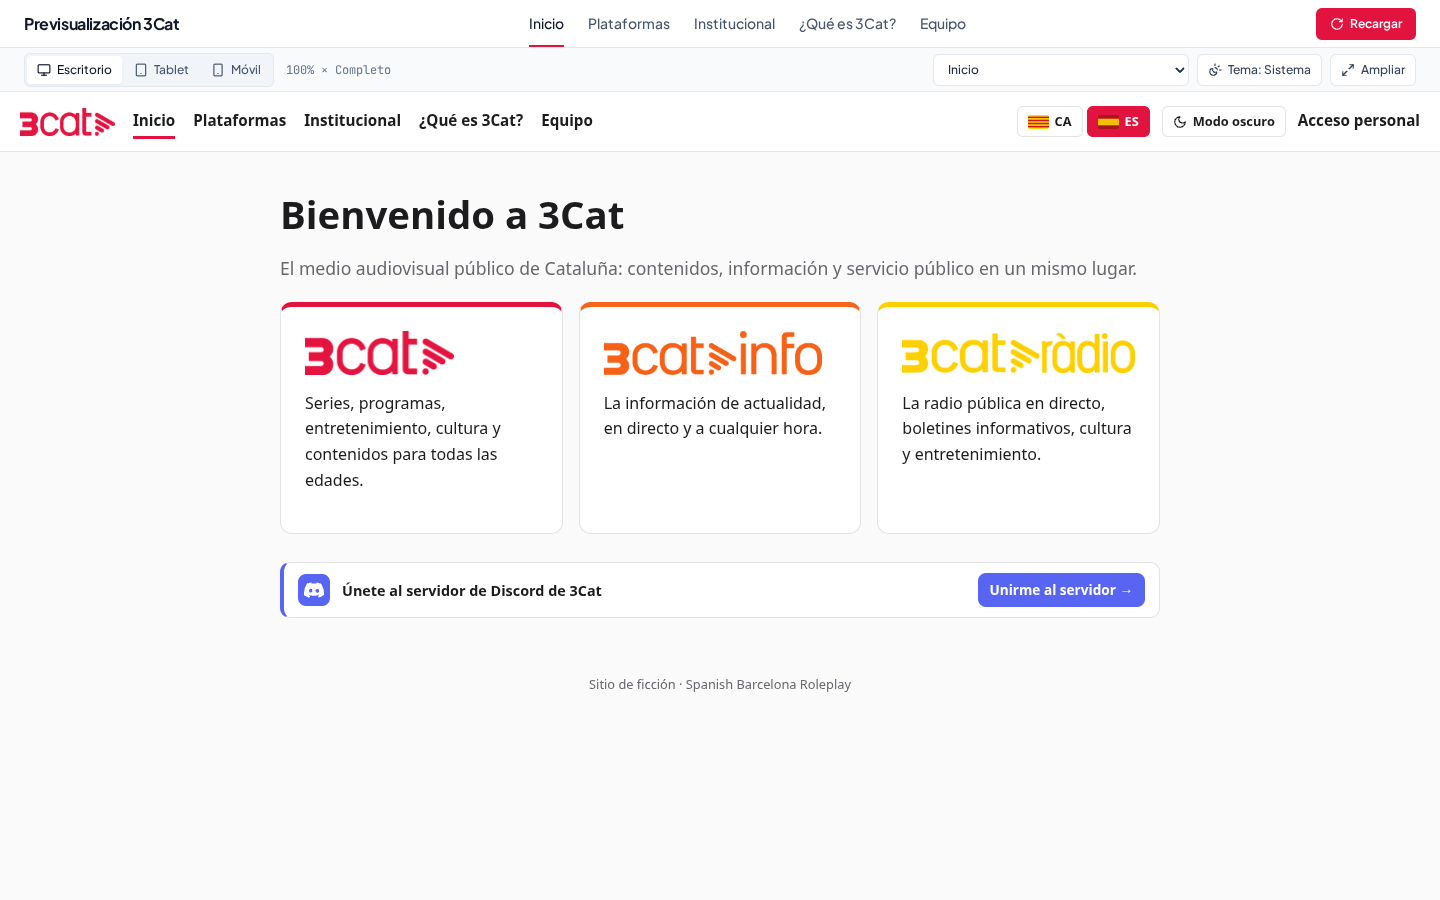 Previsualización 3Cat
Inicio Plataformas Institucional ¿Qué es 3Cat? Equipo
Recargar
Escritorio Tablet Móvil 100% × Completo
Inicio Tema: Sistema Ampliar
3cat Inicio Plataformas Institucional ¿Qué es 3Cat? Equipo
CA ES Modo oscuro Acceso personal
Bienvenido a 3Cat
El medio audiovisual público de Cataluña: contenidos, información y servicio público en un mismo lugar.
3cat
Series, programas,
entretenimiento, cultura y
contenidos para todas las
edades.
3cat info
La información de actualidad,
en directo y a cualquier hora.
3cat ràdio
La radio pública en directo,
boletines informativos, cultura
y entretenimiento.
Únete al servidor de Discord de 3Cat
Unirme al servidor →
Sitio de ficción · Spanish Barcelona Roleplay